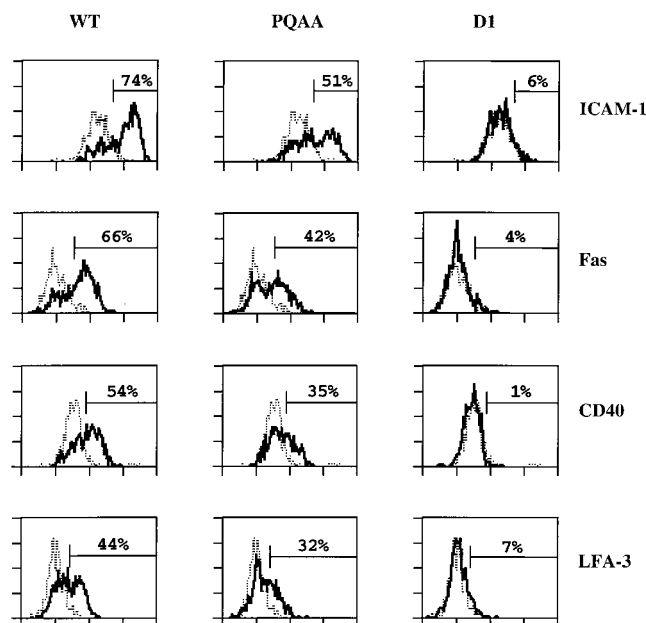 WT PQAA D1
74% 51% 6% ICAM-1
66% 42% 4% Fas
54% 35% 1% CD40
44% 32% 7% LFA-3